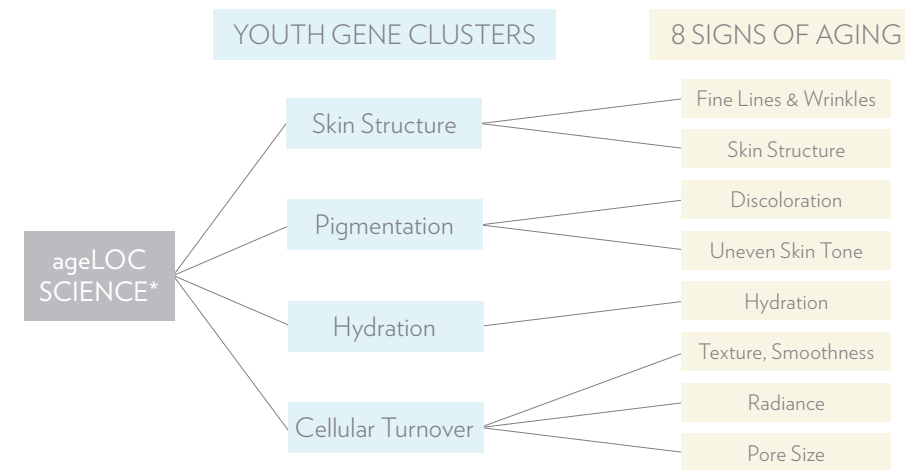 YOUTH GENE CLUSTERS
8 SIGNS OF AGING
ageLOC
SCIENCE*
Skin Structure
Pigmentation
Hydration
Cellular Turnover
Fine Lines & Wrinkles
Skin Structure
Discoloration
Uneven Skin Tone
Hydration
Texture, Smoothness
Radiance
Pore Size